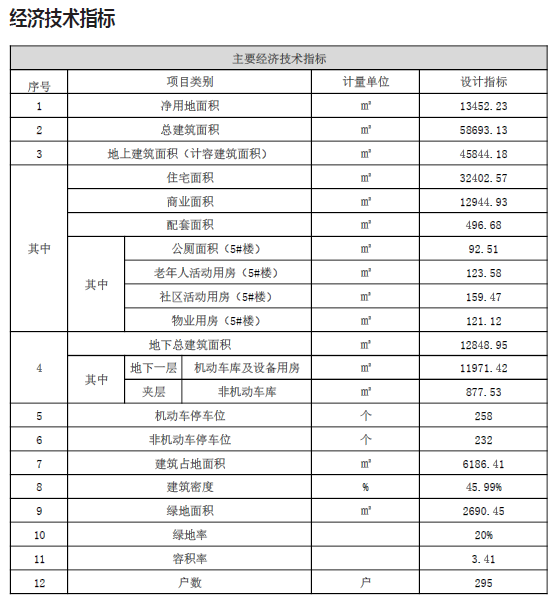 经济技术指标
主要经济技术指标
序号 项目类别 计量单位 设计指标
1 净用地面积 ㎡ 13452.23
2 总建筑面积 ㎡ 58693.13
3 地上建筑面积（计容建筑面积） ㎡ 45844.18
其中 住宅面积 ㎡ 32402.57
商业面积 ㎡ 12944.93
配套面积 ㎡ 496.68
其中 公厕面积（5#楼） ㎡ 92.51
老年人活动用房（5#楼） ㎡ 123.58
社区活动用房（5#楼） ㎡ 159.47
物业用房（5#楼） ㎡ 121.12
4 地下总建筑面积 ㎡ 12848.95
其中 地下一层 机动车库及设备用房 ㎡ 11971.42
夹层 非机动车库 ㎡ 877.53
5 机动车停车位 个 258
6 非机动车停车位 个 232
7 建筑占地面积 ㎡ 6186.41
8 建筑密度 % 45.99%
9 绿地面积 ㎡ 2690.45
10 绿地率 20%
11 容积率 3.41
12 户数 户 295